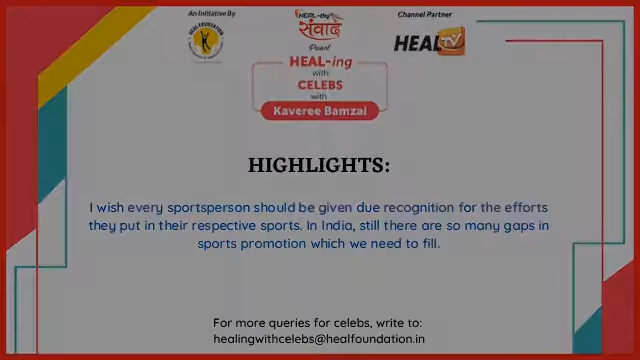 An Initiative By
HEAL FOUNDATION
HEAL-thy
संवाद
Present
Channel Partner
HEAL TV
HEAL-ing
with
CELEBS
with
Kaveree Bamzai
HIGHLIGHTS:
I wish every sportsperson should be given due recognition for the efforts
they put in their respective sports. In India, still there are so many gaps in
sports promotion which we need to fill.
For more queries for celebs, write to:
healingwithcelebs@healfoundation.in